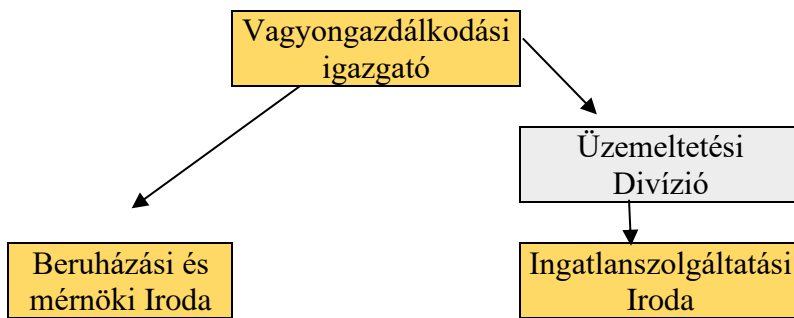 Vagyongazdálkodási
igazgató
Üzemeltetési
Divízió
Beruházási és
mérnöki Iroda
Ingatlanszolgáltatási
Iroda